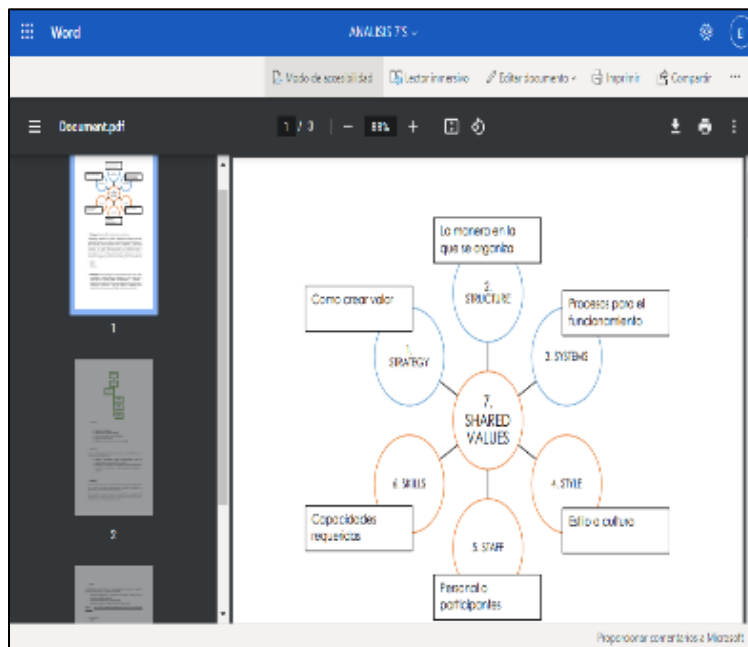 Word
ANALISIS 7'S
Modo de accesibilidad
Lector inmersivo
Editar documento
Imprimir
Compartir
Document.pdf
1 / 3
88%
La manera en la
que se organiza
2.
STRUCTURE
Como crear valor
Procesos para el
funcionamiento
1.
STRATEGY
3. SYSTEMS
7.
SHARED
VALUES
6. SKILLS
4. STYLE
Capacidades
requeridas
Estilo o cultura
5. STAFF
Personal o
participantes
1
2
Proporcionar comentarios a Microsoft